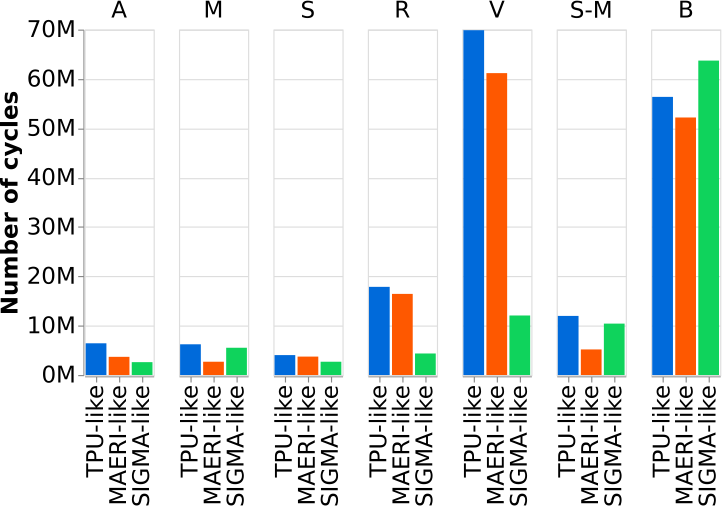 A M S R V S-M B
Number of cycles
70M
60M
50M
40M
30M
20M
10M
0M
TPU-like MAERI-like SIGMA-like TPU-like MAERI-like SIGMA-like TPU-like MAERI-like SIGMA-like TPU-like MAERI-like SIGMA-like TPU-like MAERI-like SIGMA-like TPU-like MAERI-like SIGMA-like TPU-like MAERI-like SIGMA-like